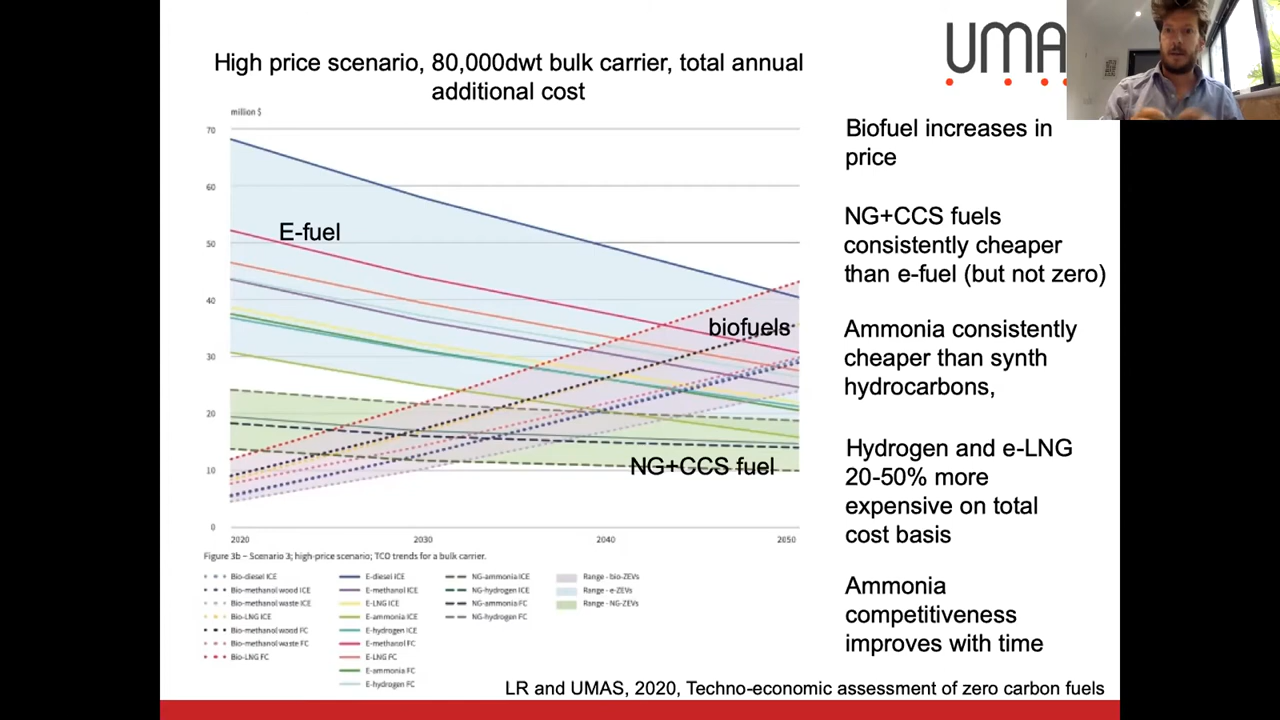 High price scenario, 80,000dwt bulk carrier, total annual
additional cost
UMA
million $
70
60
50
40
30
20
10
0
E-fuel
biofuels
NG+CCS fuel
2020
2030
2040
2050
Figure 3b – Scenario 3; high-price scenario; TCO trends for a bulk carrier.
Bio-diesel ICE
Bio-methanol wood ICE
Bio-methanol waste ICE
Bio-LNG ICE
Bio-methanol wood FC
Bio-methanol waste FC
Bio-LNG FC
E-diesel ICE
E-methanol ICE
E-LNG ICE
E-ammonia ICE
E-hydrogen ICE
E-methanol FC
E-LNG FC
E-ammonia FC
E-hydrogen FC
NG-ammonia ICE
NG-hydrogen ICE
NG-ammonia FC
NG-hydrogen FC
Range - bio-ZEVs
Range - e-ZEVs
Range - NG-ZEVs
Biofuel increases in
price
NG+CCS fuels
consistently cheaper
than e-fuel (but not zero)
Ammonia consistently
cheaper than synth
hydrocarbons,
Hydrogen and e-LNG
20-50% more
expensive on total
cost basis
Ammonia
competitiveness
improves with time
LR and UMAS, 2020, Techno-economic assessment of zero carbon fuels